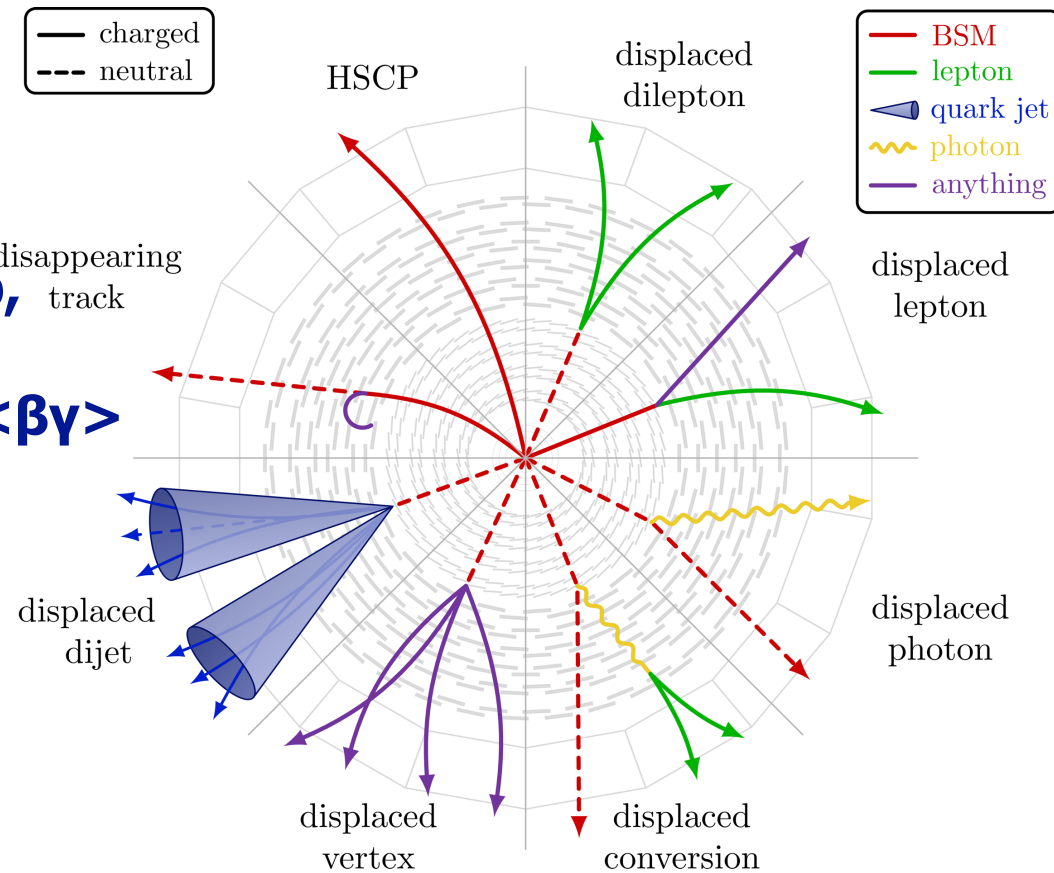 charged
neutral
HSCP
displaced
dilepton
BSM
lepton
quark jet
photon
anything
disappearing
track
,
<βγ>
displaced
lepton
displaced
dijet
displaced
photon
displaced
vertex
displaced
conversion